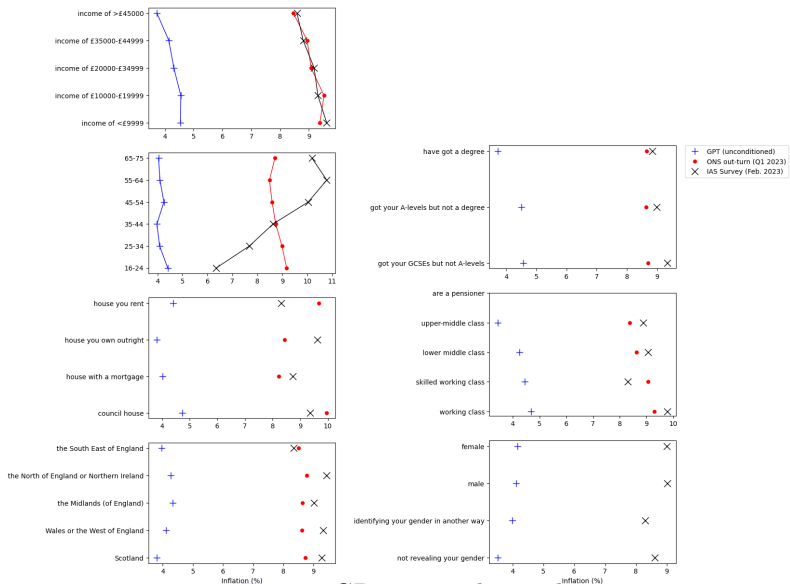 income of >£45000
income of £35000-£44999
income of £20000-£34999
income of £10000-£19999
income of <£9999
4 5 6 7 8 9
65-75
55-64
45-54
35-44
25-34
16-24
4 5 6 7 8 9 10 11
house you rent
house you own outright
house with a mortgage
council house
4 5 6 7 8 9 10
the South East of England
the North of England or Northern Ireland
the Midlands (of England)
Wales or the West of England
Scotland
4 5 6 7 8 9
Inflation (%)
have got a degree
got your A-levels but not a degree
got your GCSEs but not A-levels
4 5 6 7 8 9
GPT (unconditioned)
ONS out-turn (Q1 2023)
IAS Survey (Feb. 2023)
are a pensioner
upper-middle class
lower middle class
skilled working class
working class
4 5 6 7 8 9 10
female
male
identifying your gender in another way
not revealing your gender
4 5 6 7 8 9
Inflation (%)